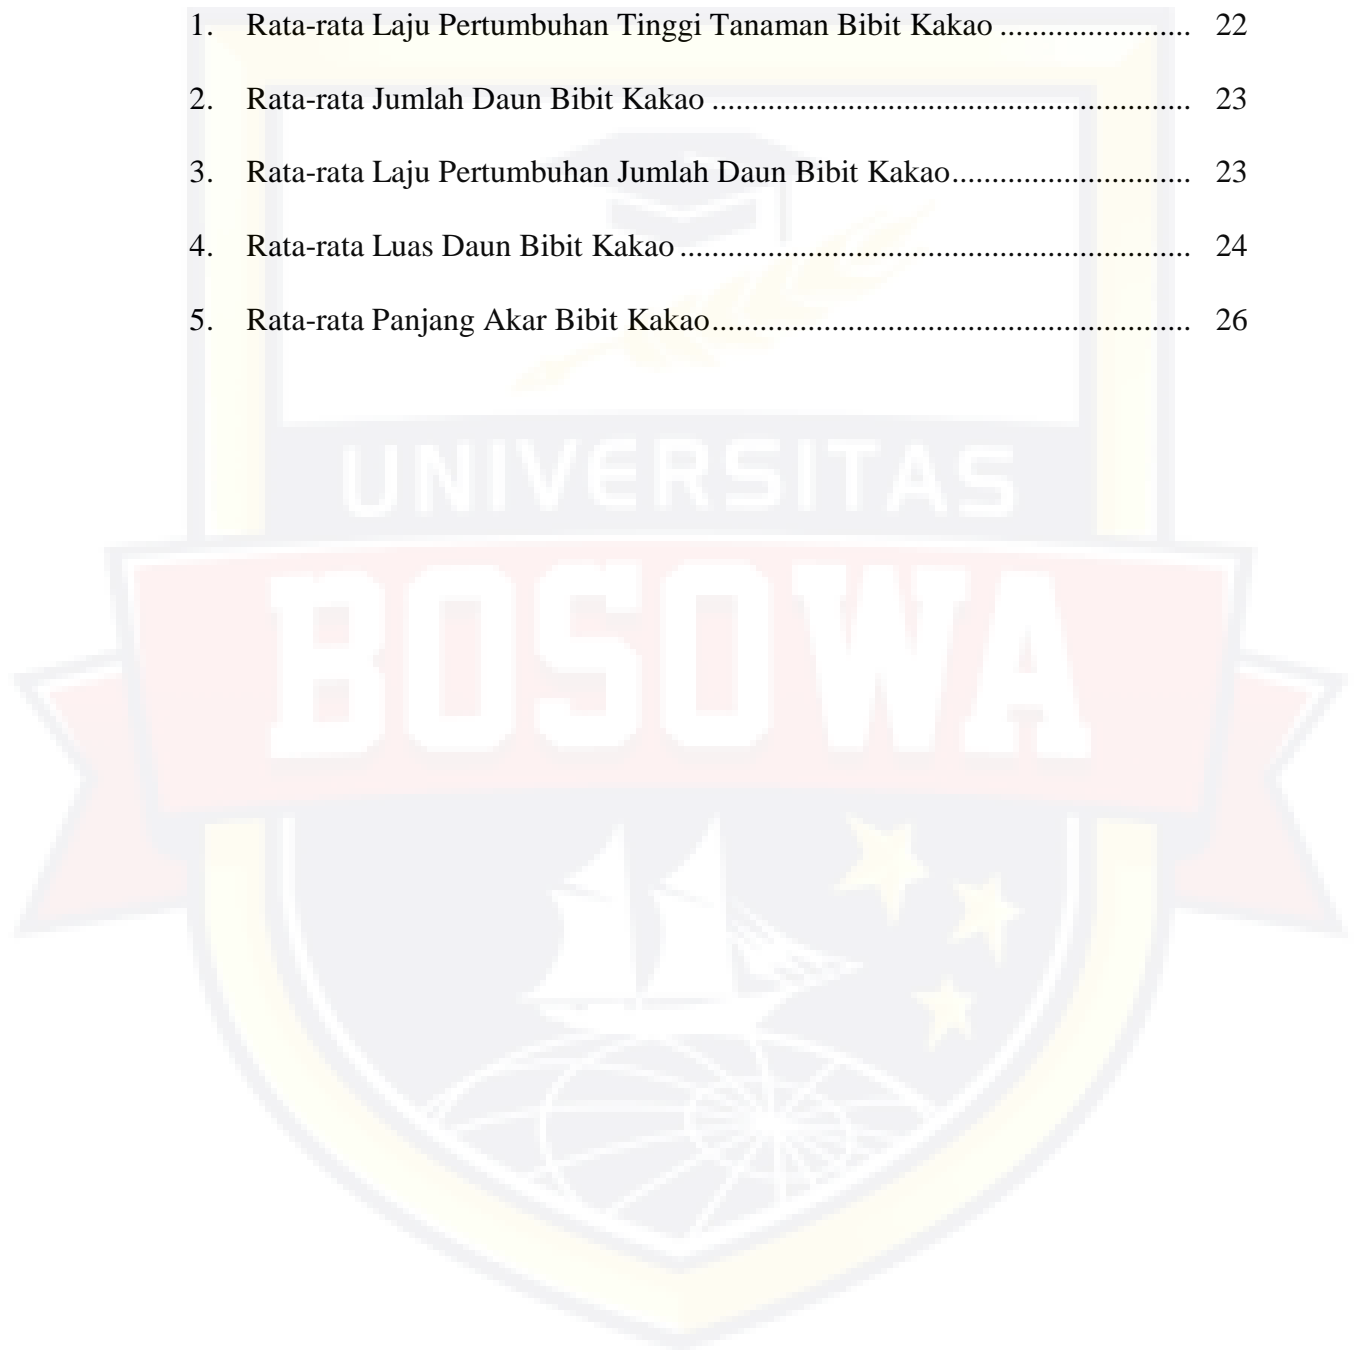 1. Rata-rata Laju Pertumbuhan Tinggi Tanaman Bibit Kakao ........................ 22
2. Rata-rata Jumlah Daun Bibit Kakao ............................................................. 23
3. Rata-rata Laju Pertumbuhan Jumlah Daun Bibit Kakao.............................. 23
4. Rata-rata Luas Daun Bibit Kakao ................................................................. 24
5. Rata-rata Panjang Akar Bibit Kakao............................................................. 26
UNIVERSITAS
BOSOWA